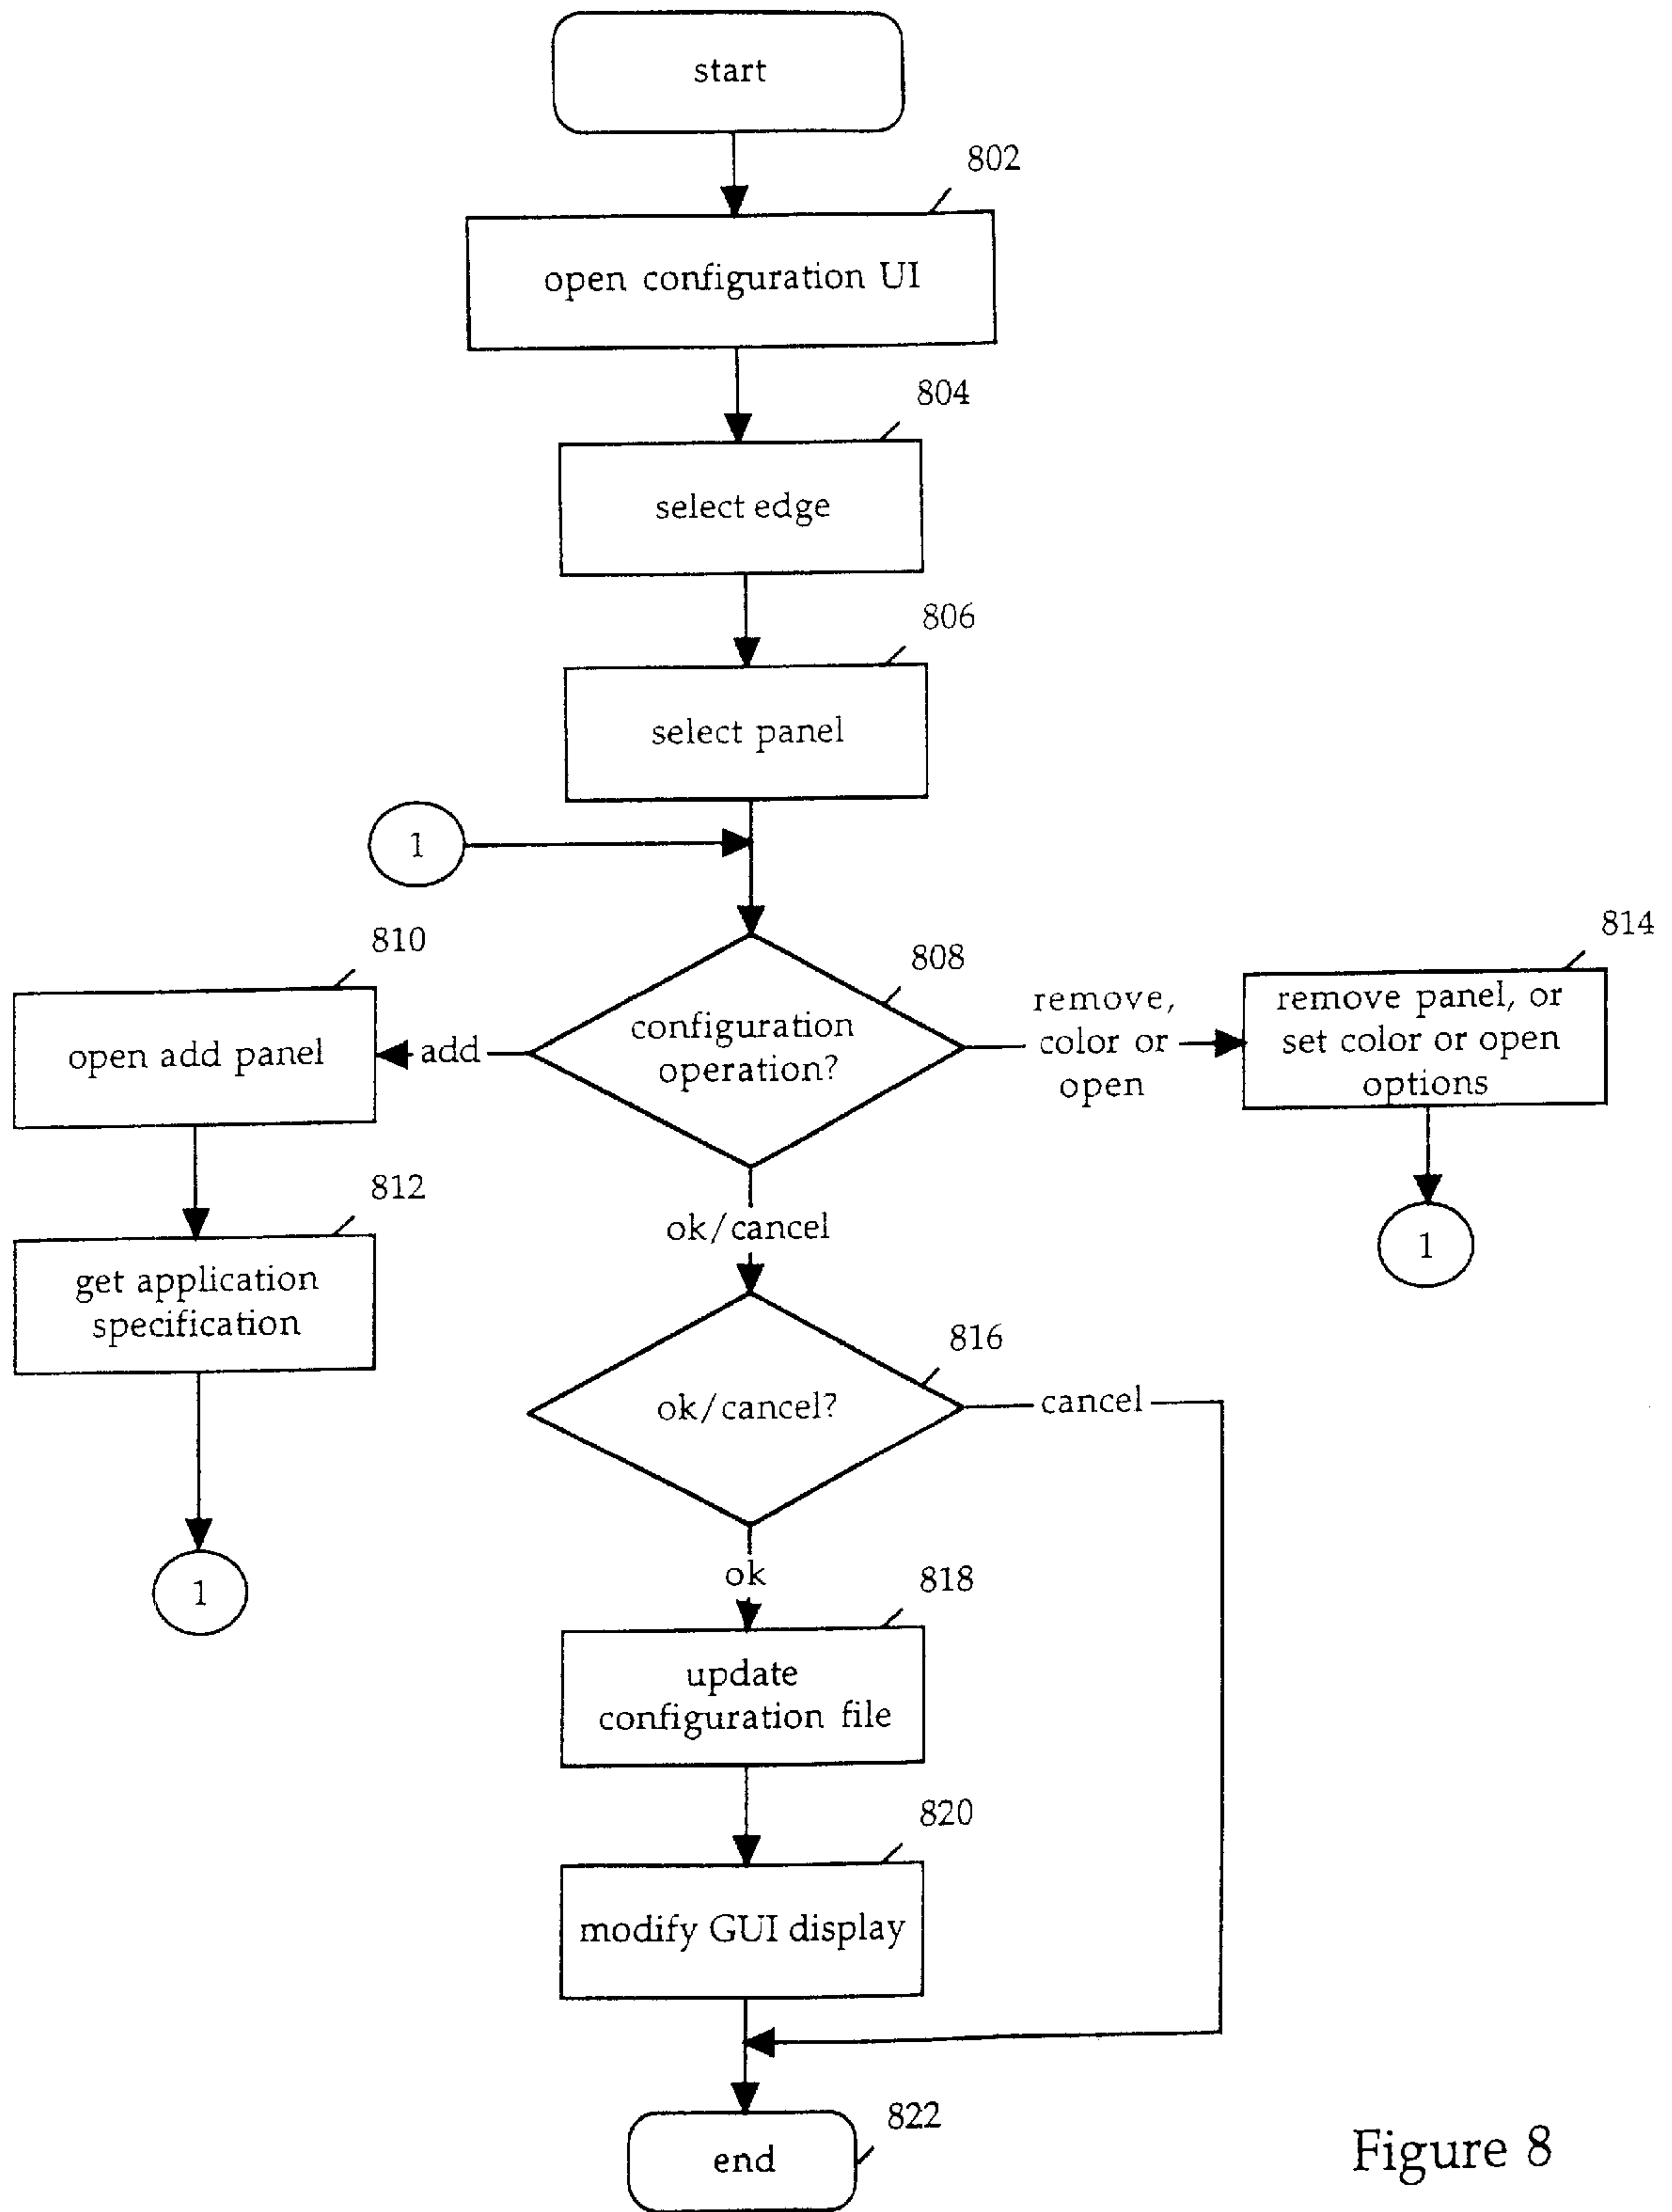 start
802
open configuration UI
804
select edge
806
select panel
1
810
808
814
open add panel
add
configuration
operation?
remove,
color or
open
remove panel, or
set color or open
options
812
get application
specification
ok/cancel
1
816
ok/cancel?
cancel
1
ok
818
update
configuration file
820
modify GUI display
822
end
Figure 8